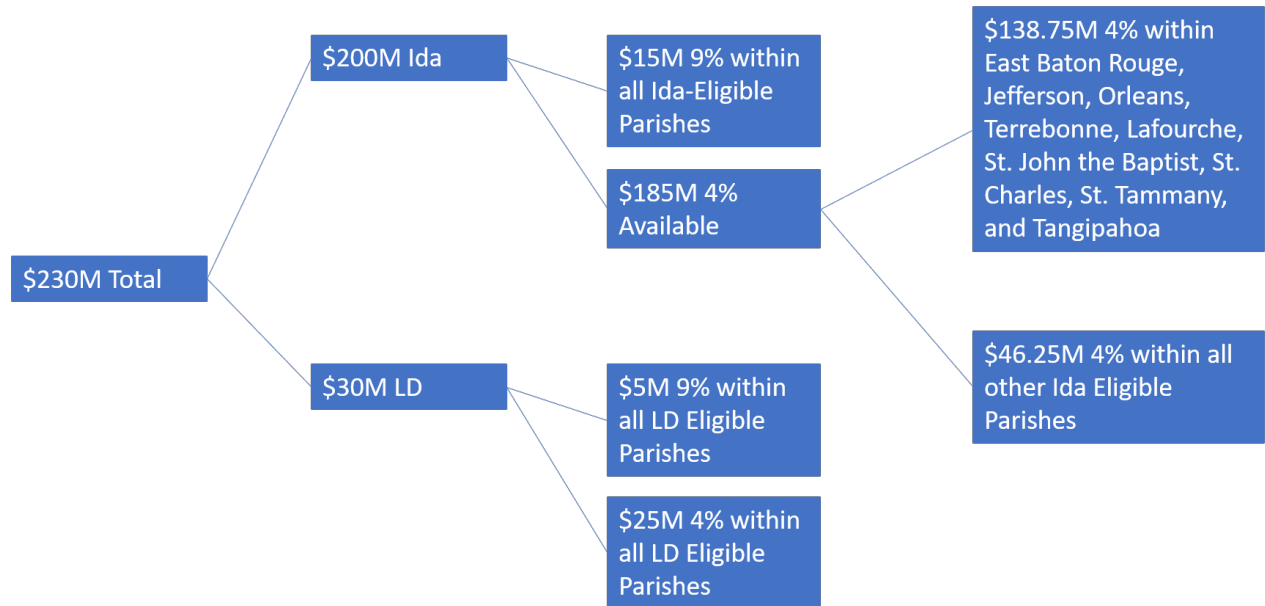 $230M Total
$200M Ida
$30M LD
$15M 9% within
all Ida-Eligible
Parishes
$185M 4%
Available
$5M 9% within
all LD Eligible
Parishes
$25M 4% within
all LD Eligible
Parishes
$138.75M 4% within
East Baton Rouge,
Jefferson, Orleans,
Terrebonne, Lafourche,
St. John the Baptist, St.
Charles, St. Tammany,
and Tangipahoa
$46.25M 4% within all
other Ida Eligible
Parishes